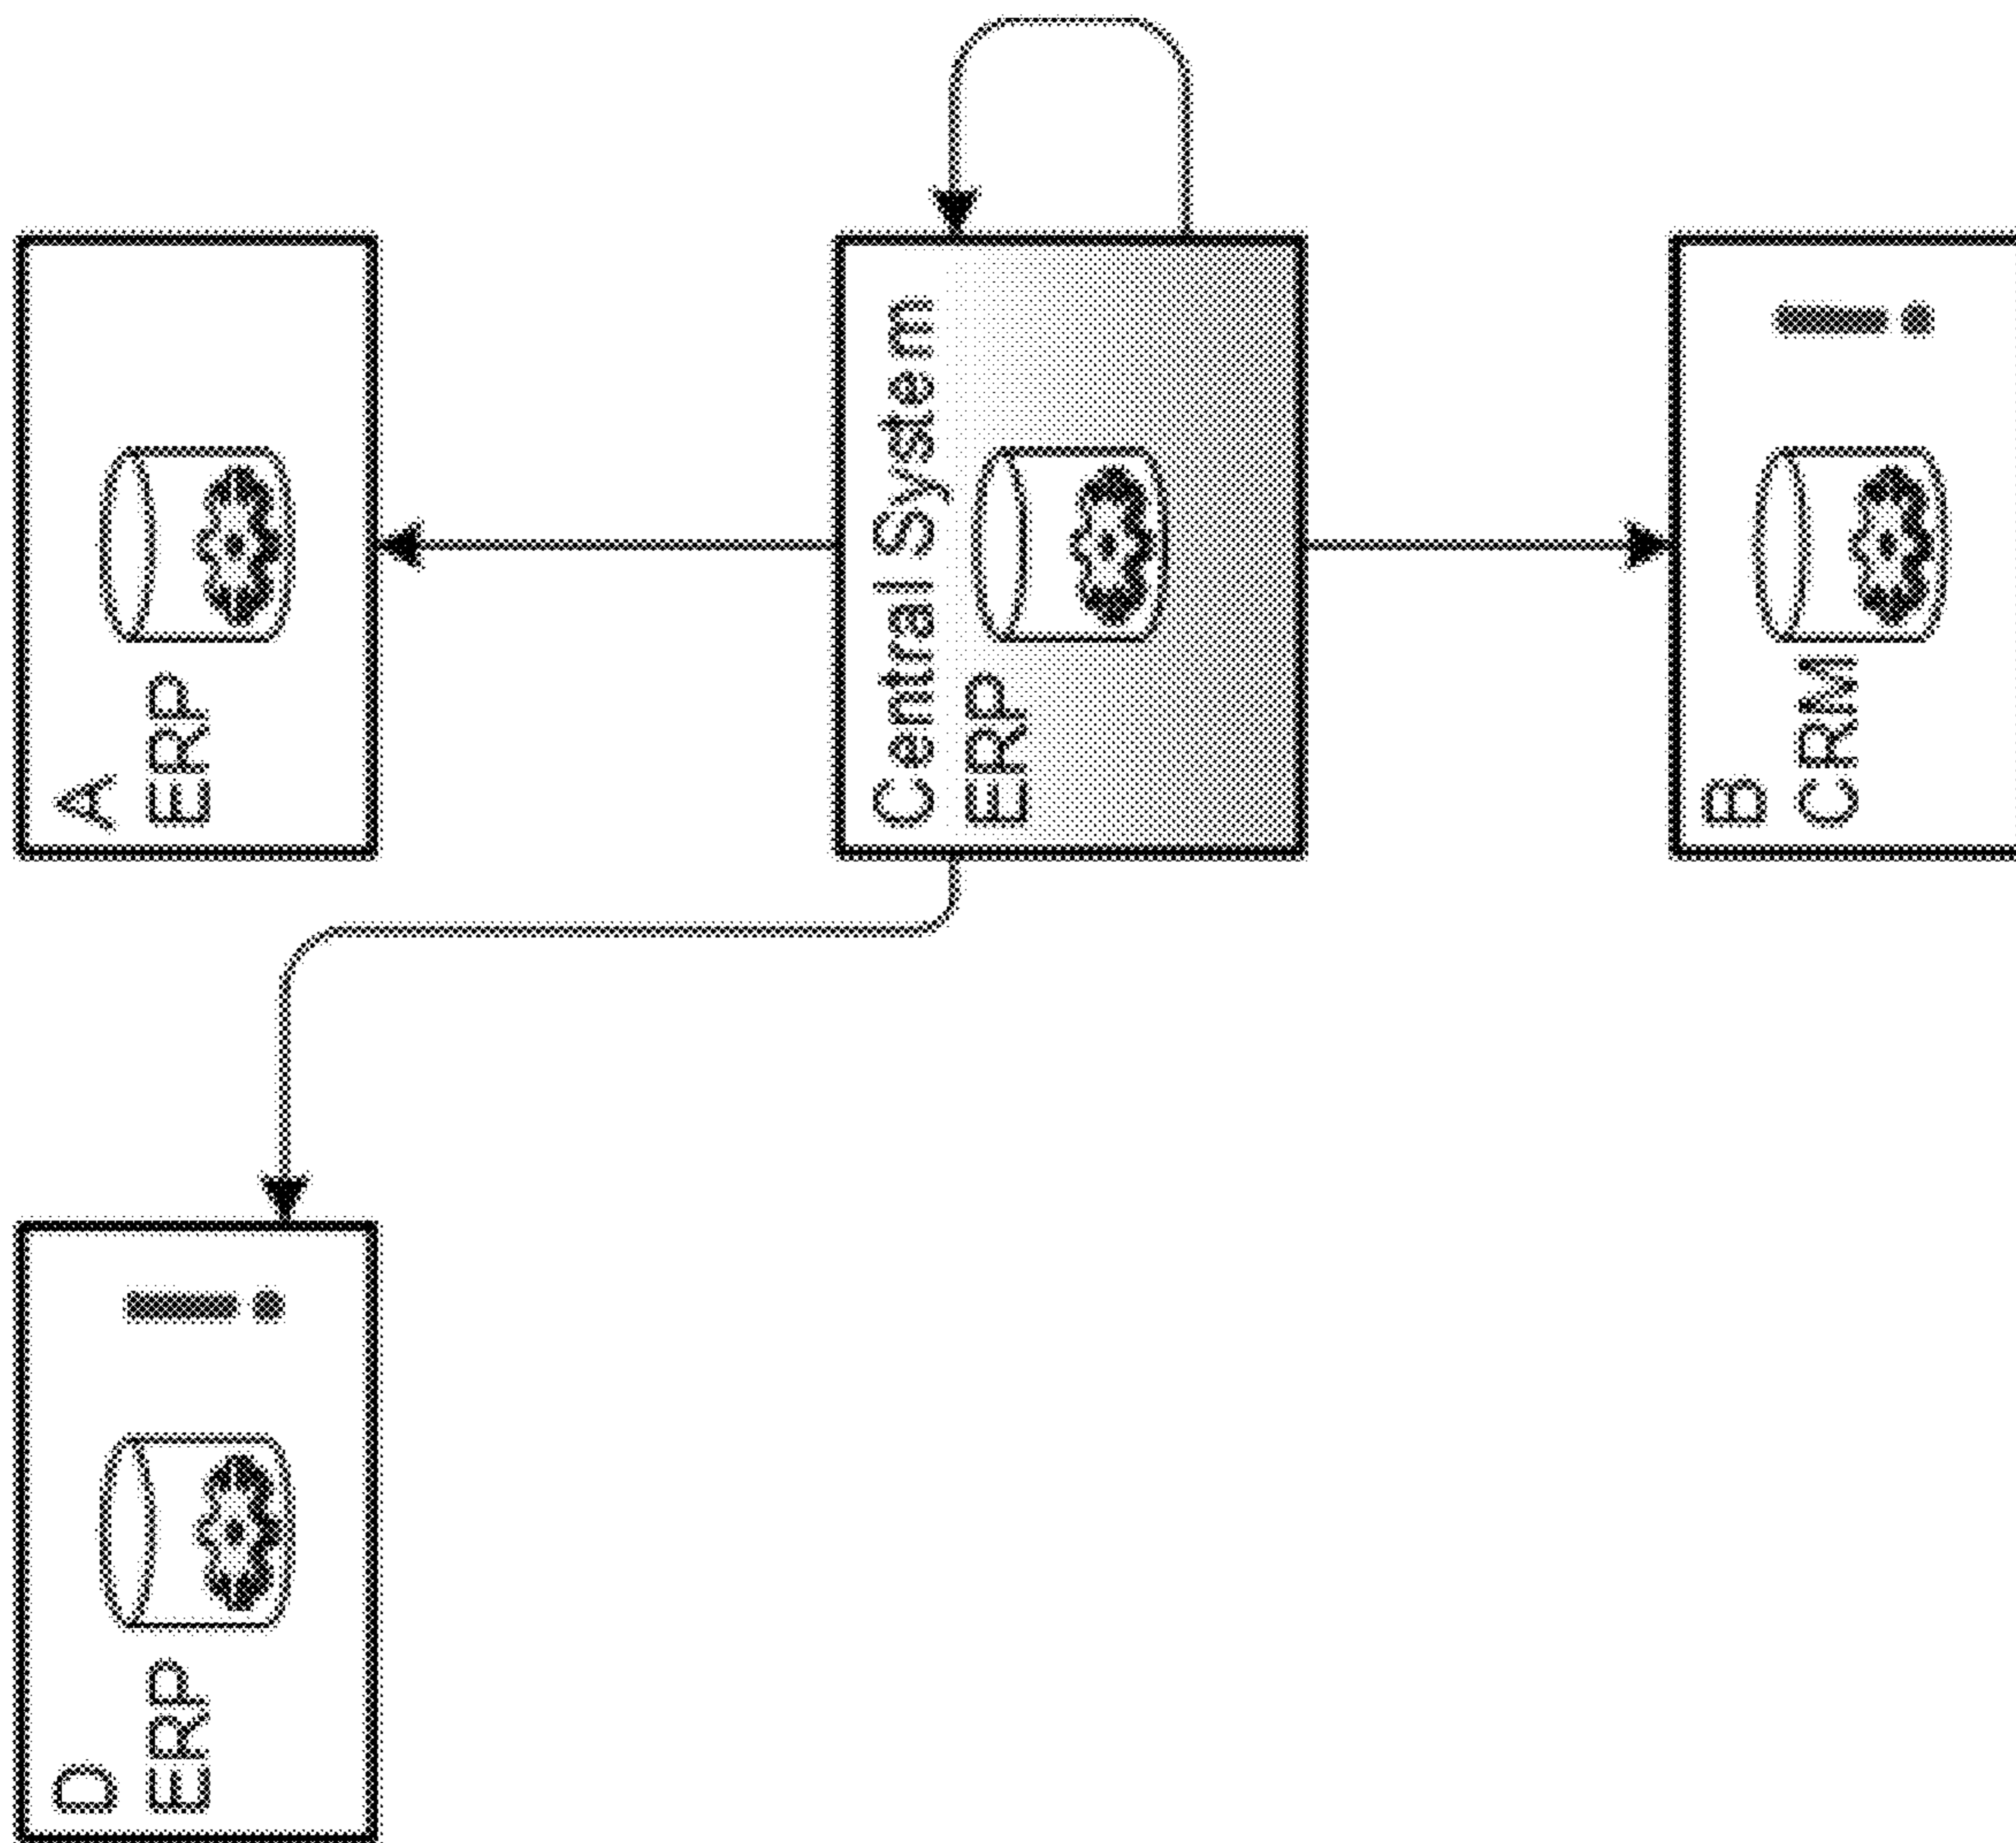 A
ERP
Central System
ERP
B
CRM
!
D
ERP
!